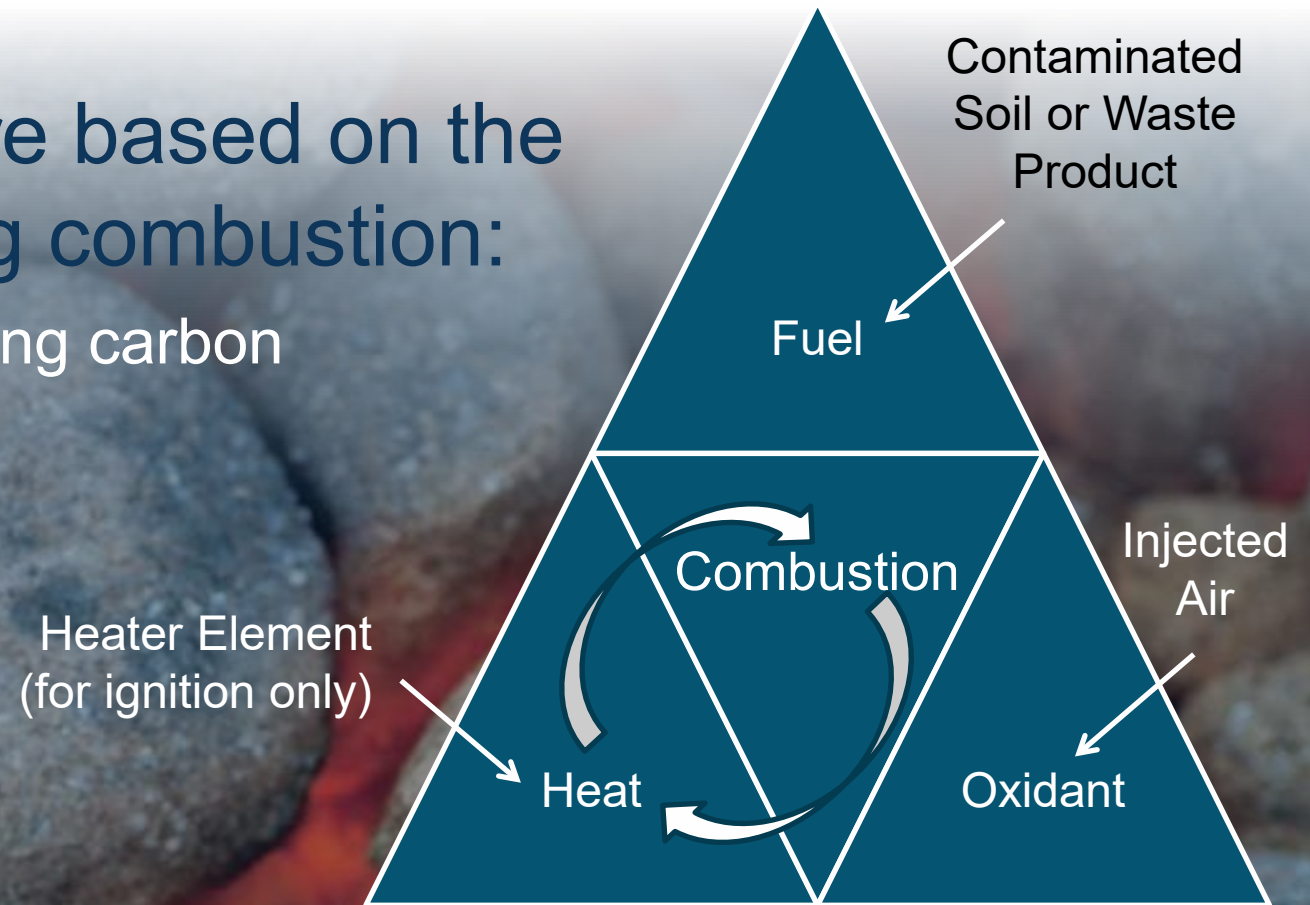 re based on the
g combustion:
ng carbon
Contaminated
Soil or Waste
Product
Fuel
Combustion
Injected
Air
Heater Element
(for ignition only)
Heat
Oxidant